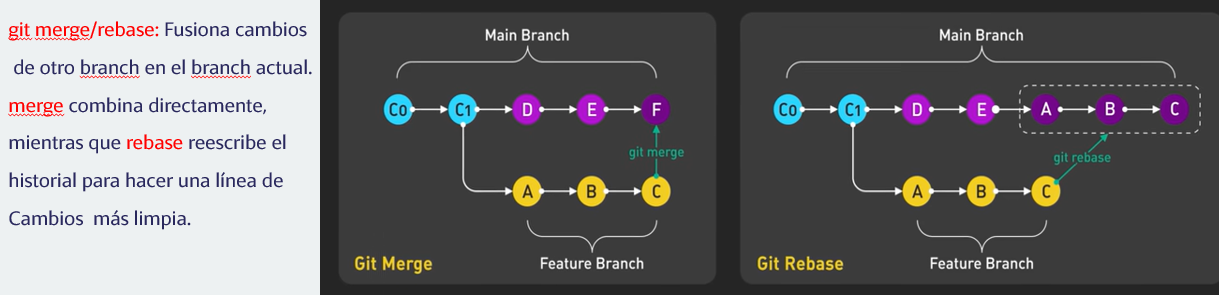 git merge/rebase: Fusiona cambios
de otro branch en el branch actual.
merge combina directamente,
mientras que rebase reescribe el
historial para hacer una línea de
Cambios más limpia.
Main Branch
C0 C1 D E F
git merge
A B C
Git Merge
Feature Branch
Main Branch
C0 C1 D E A B C
git rebase
A B C
Git Rebase
Feature Branch